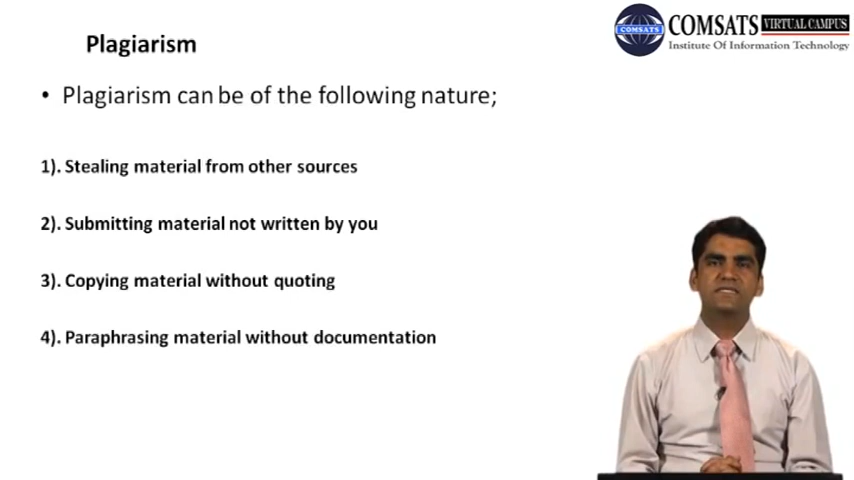 Plagiarism
COMSATS VIRTUAL CAMPUS
COMSATS
Institute Of Information Technology
• Plagiarism can be of the following nature;
1). Stealing material from other sources
2). Submitting material not written by you
3). Copying material without quoting
4). Paraphrasing material without documentation